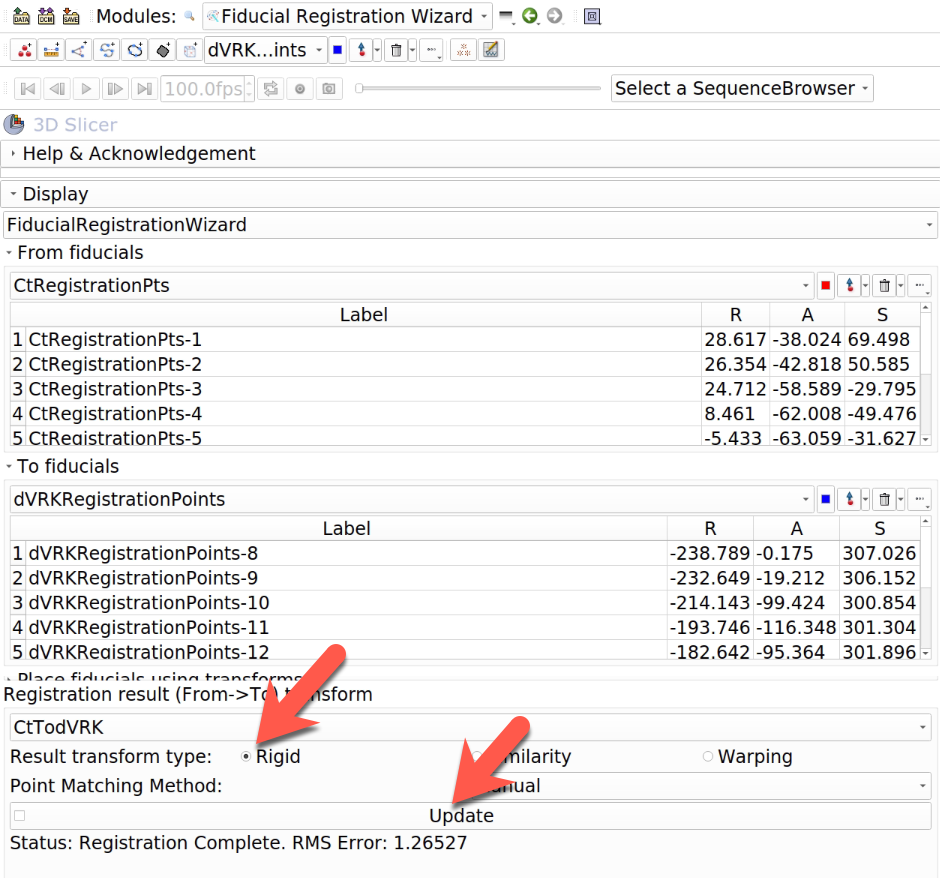 DATA DCM SAVE Modules: Fiducial Registration Wizard
dVRK...ints
100.0fps Select a SequenceBrowser
3D Slicer
Help & Acknowledgement
Display
FiducialRegistrationWizard
From fiducials
CtRegistrationPts
Label R A S
1 CtRegistrationPts-1 28.617 -38.024 69.498
2 CtRegistrationPts-2 26.354 -42.818 50.585
3 CtRegistrationPts-3 24.712 -58.589 -29.795
4 CtRegistrationPts-4 8.461 -62.008 -49.476
5 CtRegistrationPts-5 -5.433 -63.059 -31.627
To fiducials
dVRKRegistrationPoints
Label R A S
1 dVRKRegistrationPoints-8 -238.789 -0.175 307.026
2 dVRKRegistrationPoints-9 -232.649 -19.212 306.152
3 dVRKRegistrationPoints-10 -214.143 -99.424 300.854
4 dVRKRegistrationPoints-11 -193.746 -116.348 301.304
5 dVRKRegistrationPoints-12 -182.642 -95.364 301.896
Place fiducials using transforms
Registration result (From->To) transform
CtTodVRK
Result transform type: Rigid Similarity Warping
Point Matching Method: Manual
Update
Status: Registration Complete. RMS Error: 1.26527